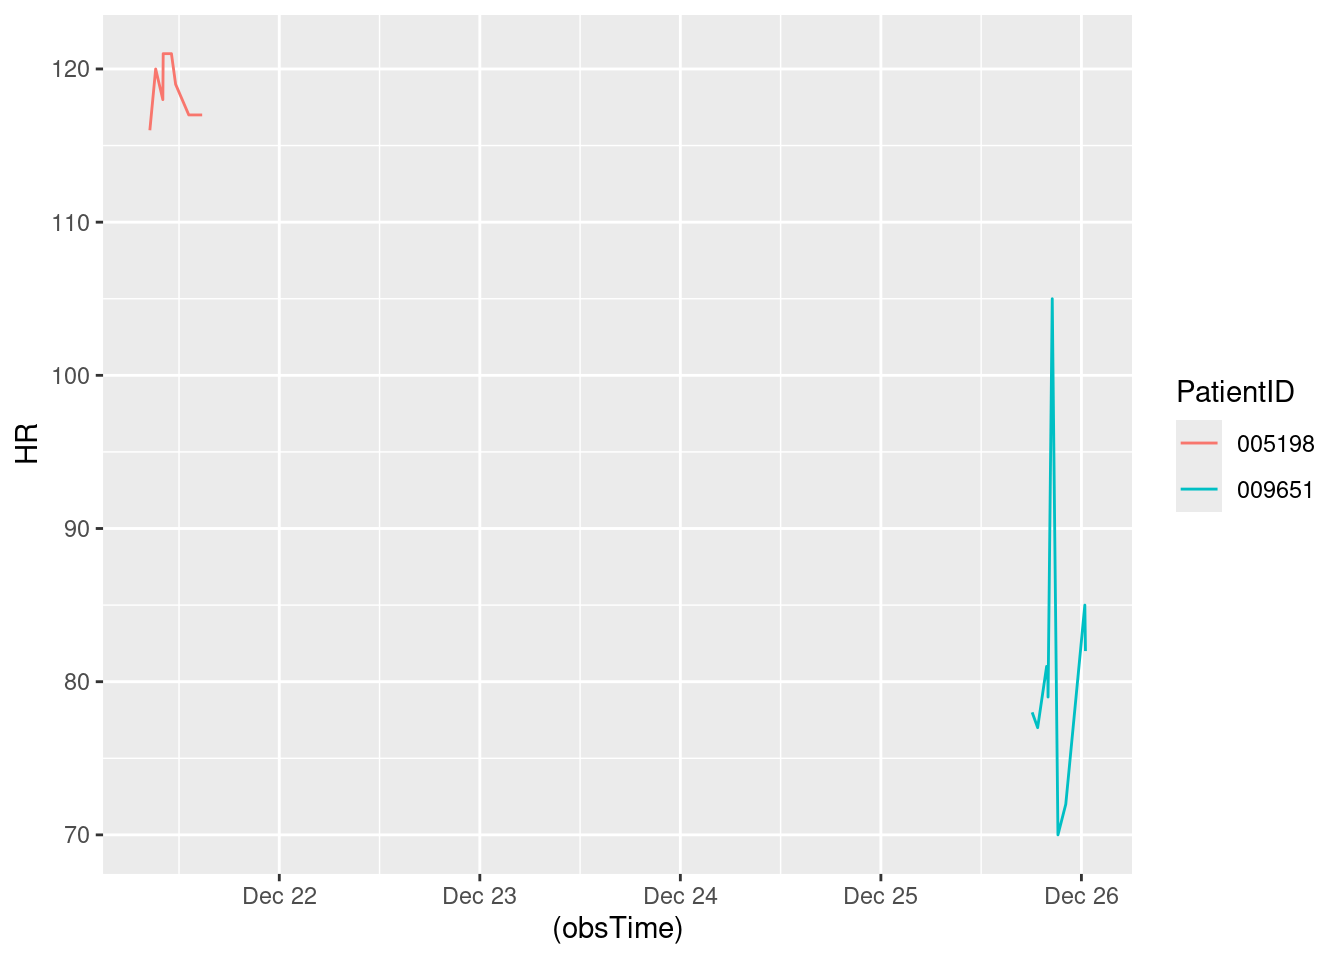 120
110
100
90
80
70
HR
Dec 22
Dec 23
Dec 24
Dec 25
Dec 26
(obsTime)
PatientID
005198
009651